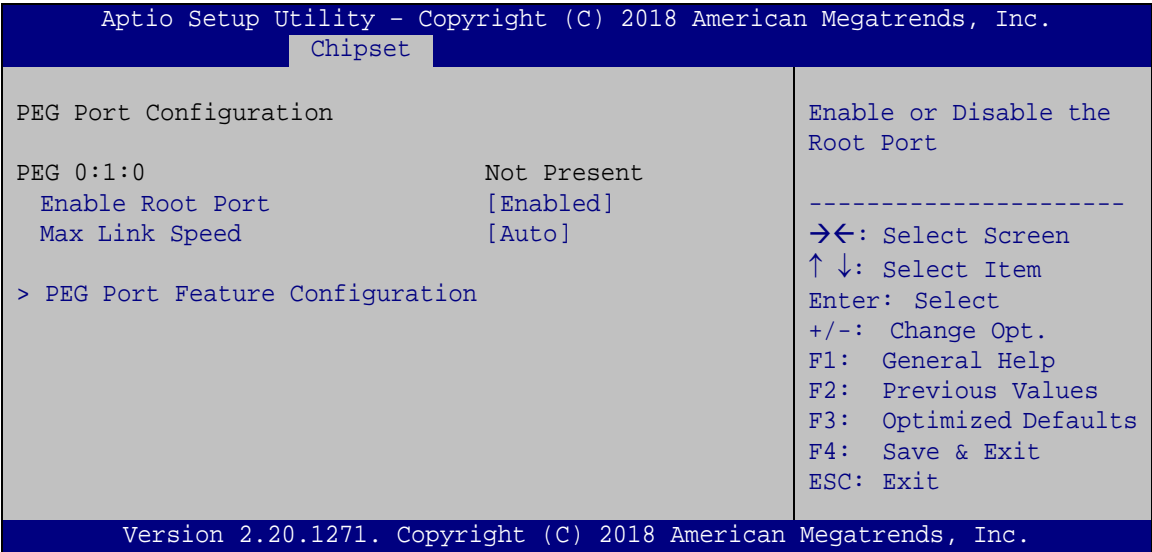 Aptio Setup Utility – Copyright (C) 2018 American Megatrends, Inc.
Chipset
PEG Port Configuration
PEG 0:1:0 Not Present
Enable Root Port [Enabled]
Max Link Speed [Auto]
> PEG Port Feature Configuration
Enable or Disable the
Root Port
----------------------
→←: Select Screen
↑ ↓: Select Item
Enter: Select
+/-: Change Opt.
F1: General Help
F2: Previous Values
F3: Optimized Defaults
F4: Save & Exit
ESC: Exit
Version 2.20.1271. Copyright (C) 2018 American Megatrends, Inc.